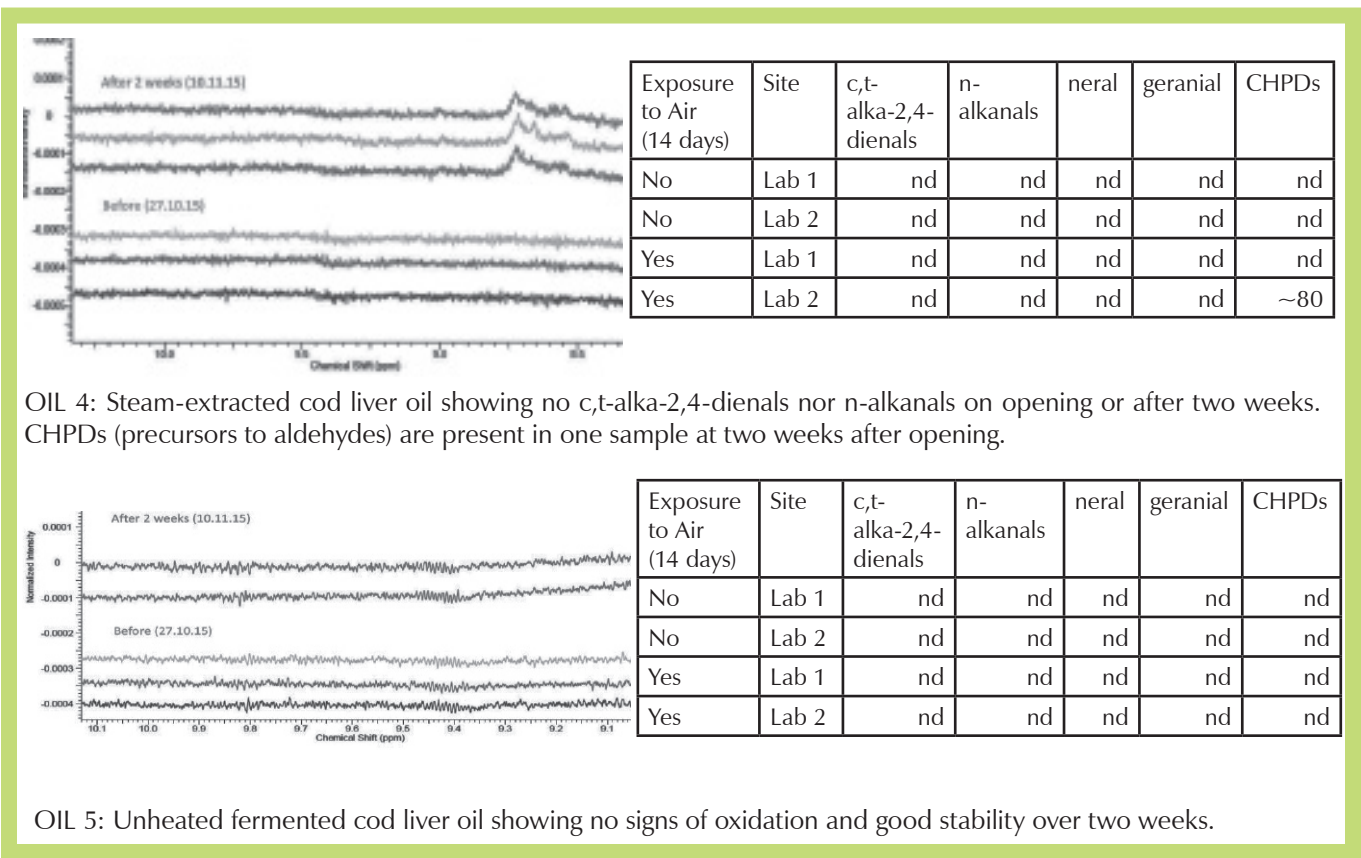 After 2 weeks (10.11.15)
0.0001
0
Before (27.10.15)
Chemical Shift (ppm)
Exposure to Air (14 days) Site c,t-alka-2,4-dienals n-alkanals neral geranial CHPDs
No Lab 1 nd nd nd nd nd
No Lab 2 nd nd nd nd nd
Yes Lab 1 nd nd nd nd nd
Yes Lab 2 nd nd nd nd ~80
OIL 4: Steam-extracted cod liver oil showing no c,t-alka-2,4-dienals nor n-alkanals on opening or after two weeks.
CHPDs (precursors to aldehydes) are present in one sample at two weeks after opening.
After 2 weeks (10.11.15)
Normalized Intensity
0.0001
0
-0.0001
-0.0002
Before (27.10.15)
-0.0003
-0.0004
10.1 10.0 9.9 9.8 9.7 9.6 9.5 9.4 9.3 9.2 9.1
Chemical Shift (ppm)
Exposure to Air (14 days) Site c,t-alka-2,4-dienals n-alkanals neral geranial CHPDs
No Lab 1 nd nd nd nd nd
No Lab 2 nd nd nd nd nd
Yes Lab 1 nd nd nd nd nd
Yes Lab 2 nd nd nd nd nd
OIL 5: Unheated fermented cod liver oil showing no signs of oxidation and good stability over two weeks.